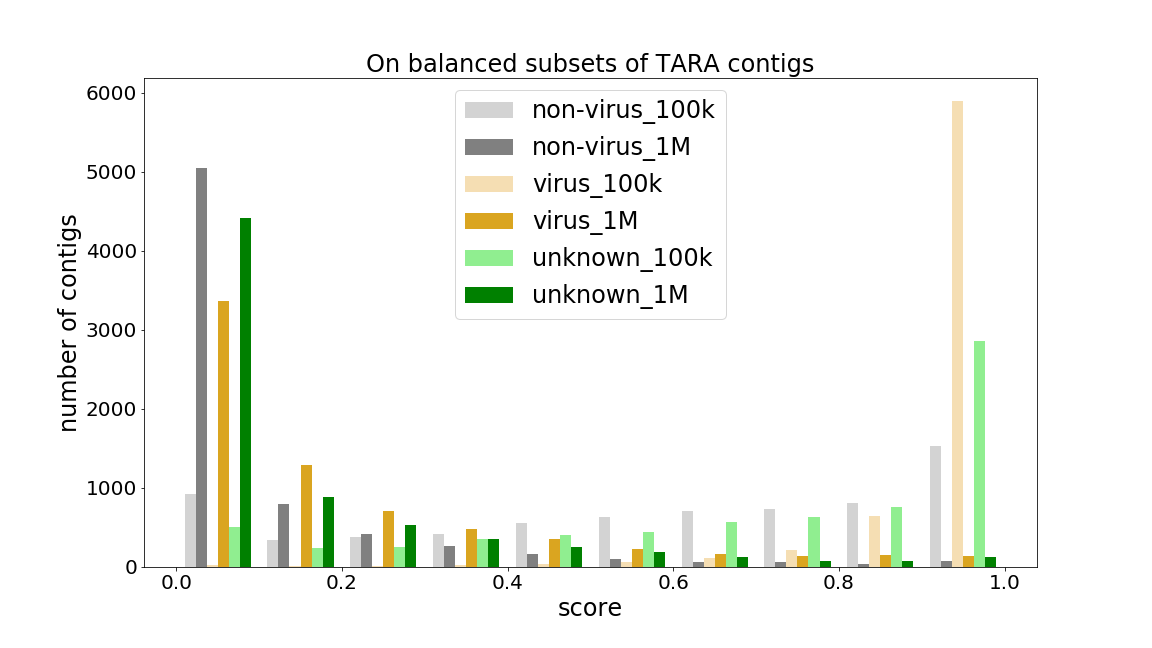 On balanced subsets of TARA contigs
6000
5000
4000
3000
2000
1000
0
number of contigs
non-virus_100k
non-virus_1M
virus_100k
virus_1M
unknown_100k
unknown_1M
0.0 0.2 0.4 0.6 0.8 1.0
score